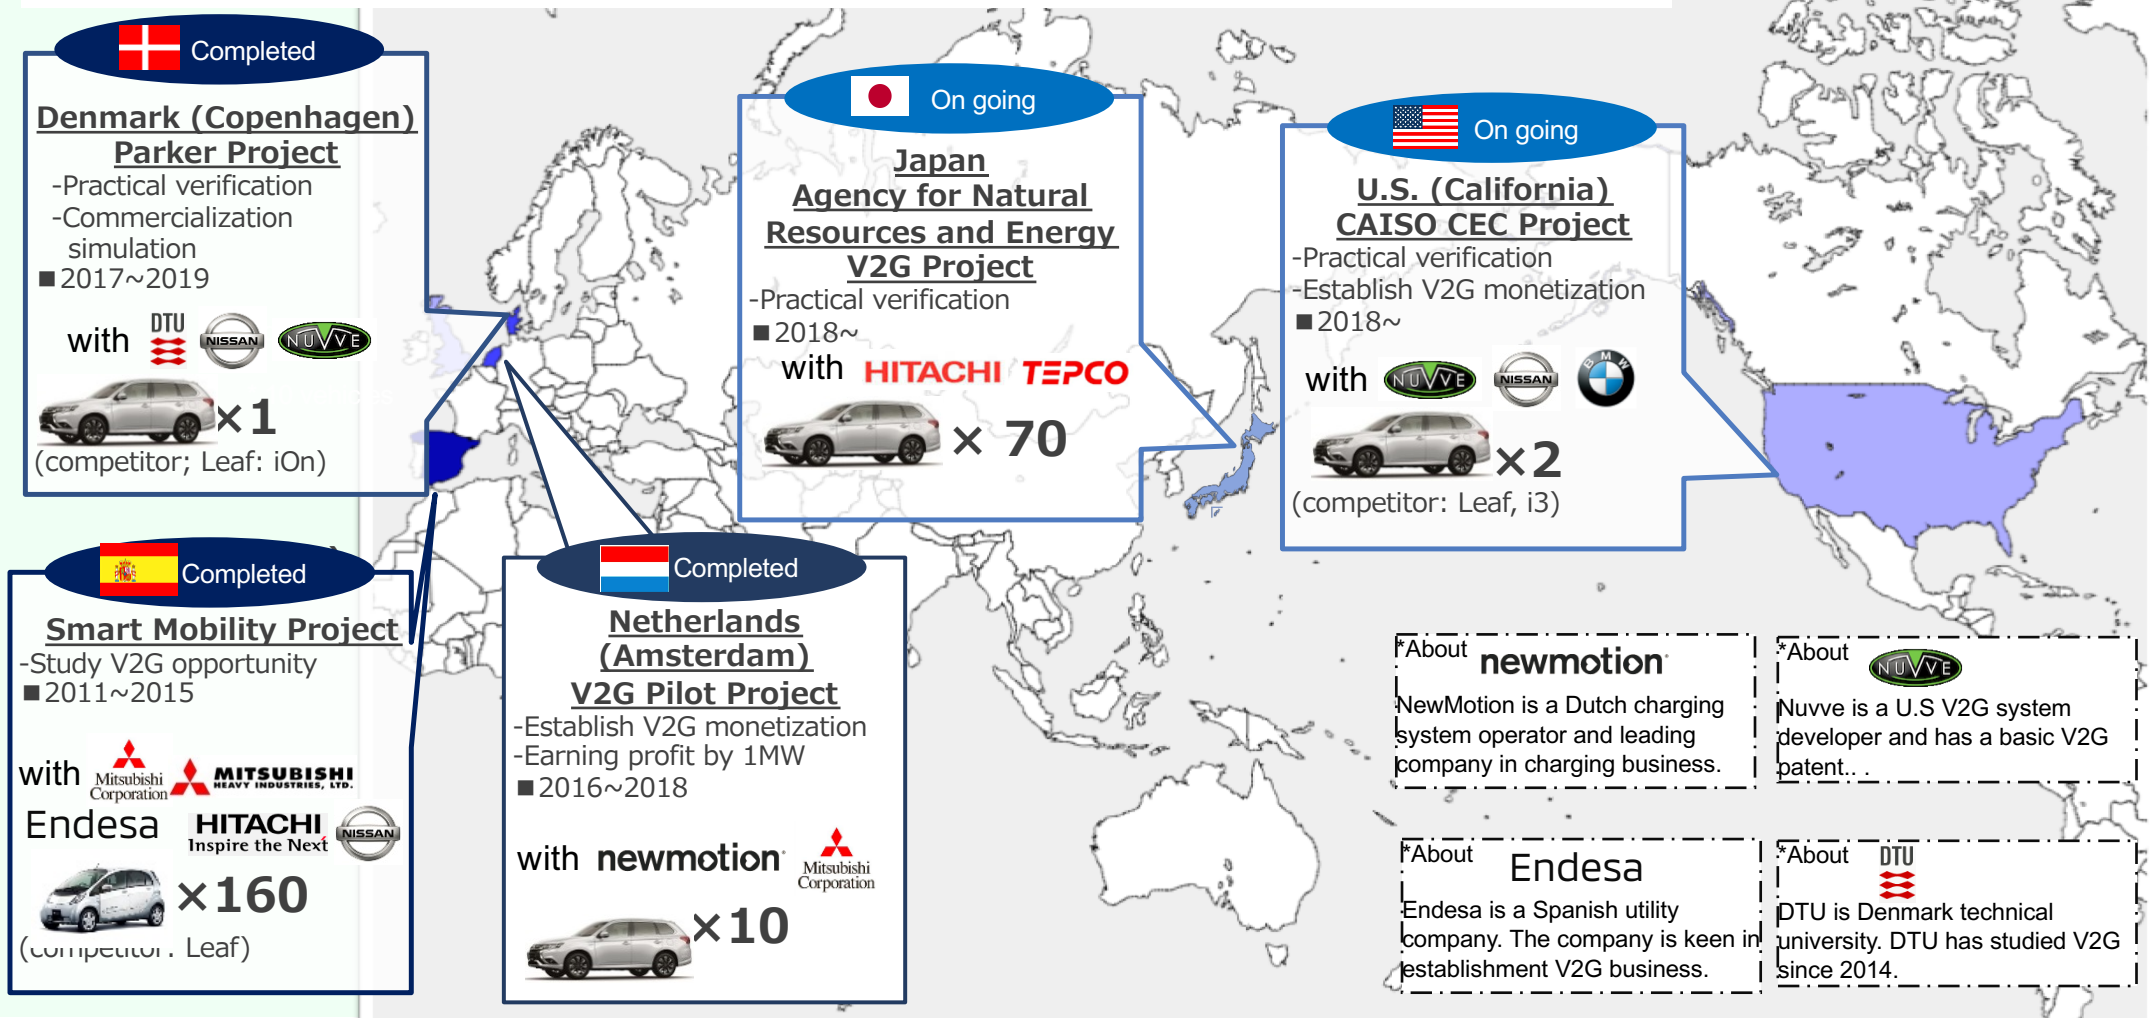 Completed
Denmark (Copenhagen)
Parker Project
-Practical verification
-Commercialization
simulation
■2017~2019
with DTU NISSAN NUVVE
×1
(competitor; Leaf: iOn)
On going
Japan
Agency for Natural
Resources and Energy
V2G Project
-Practical verification
■2018~
with HITACHI TEPCO
× 70
On going
U.S. (California)
CAISO CEC Project
-Practical verification
-Establish V2G monetization
■2018~
with NUVVE NISSAN BMW
×2
(competitor: Leaf, i3)
Completed
Smart Mobility Project
-Study V2G opportunity
■2011~2015
with Mitsubishi Corporation MITSUBISHI HEAVY INDUSTRIES, LTD.
Endesa HITACHI Inspire the Next NISSAN
×160
(competitor: Leaf)
Completed
Netherlands
(Amsterdam)
V2G Pilot Project
-Establish V2G monetization
-Earning profit by 1MW
■2016~2018
with newmotion Mitsubishi Corporation
×10
*About newmotion
NewMotion is a Dutch charging
system operator and leading
company in charging business.
*About NUVVE
Nuvve is a U.S V2G system
developer and has a basic V2G
patent.. .
*About Endesa
Endesa is a Spanish utility
company. The company is keen in
establishment V2G business.
*About DTU
DTU is Denmark technical
university. DTU has studied V2G
since 2014.